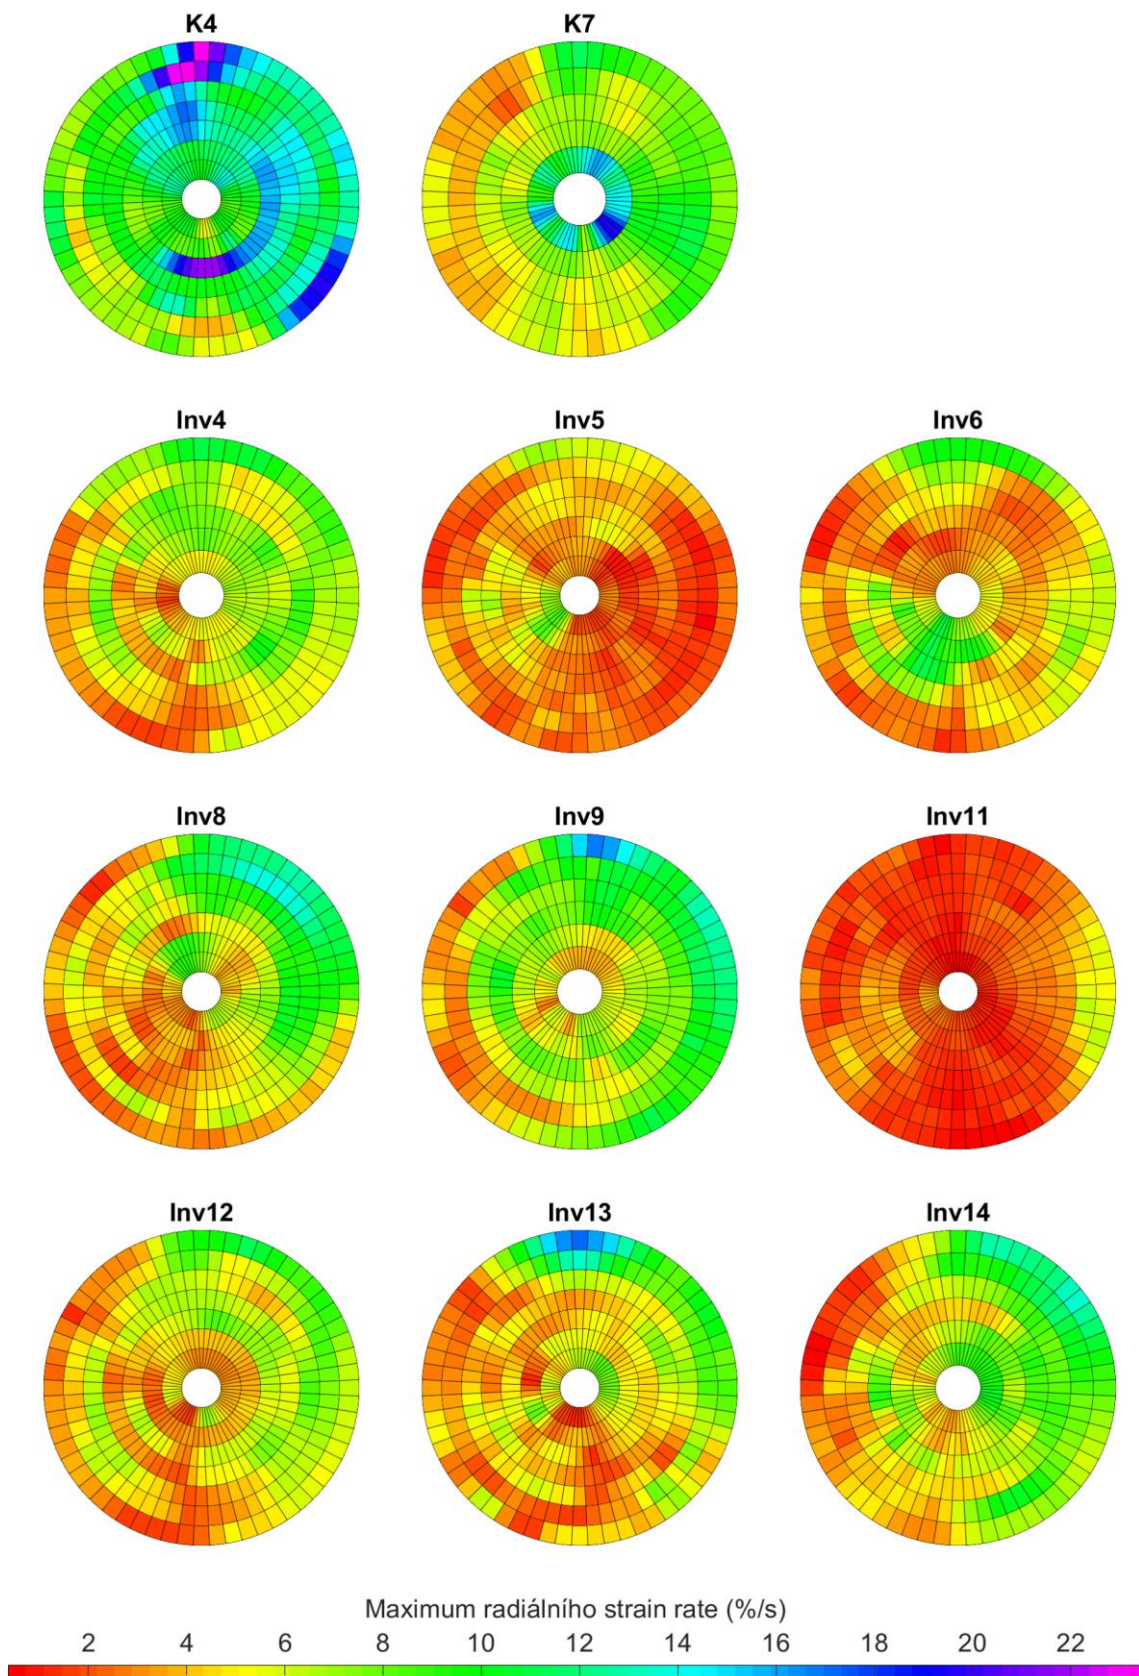 K4 K7
Inv4 Inv5 Inv6
Inv8 Inv9 Inv11
Inv12 Inv13 Inv14
Maximum radiálního strain rate (%/s)
2 4 6 8 10 12 14 16 18 20 22